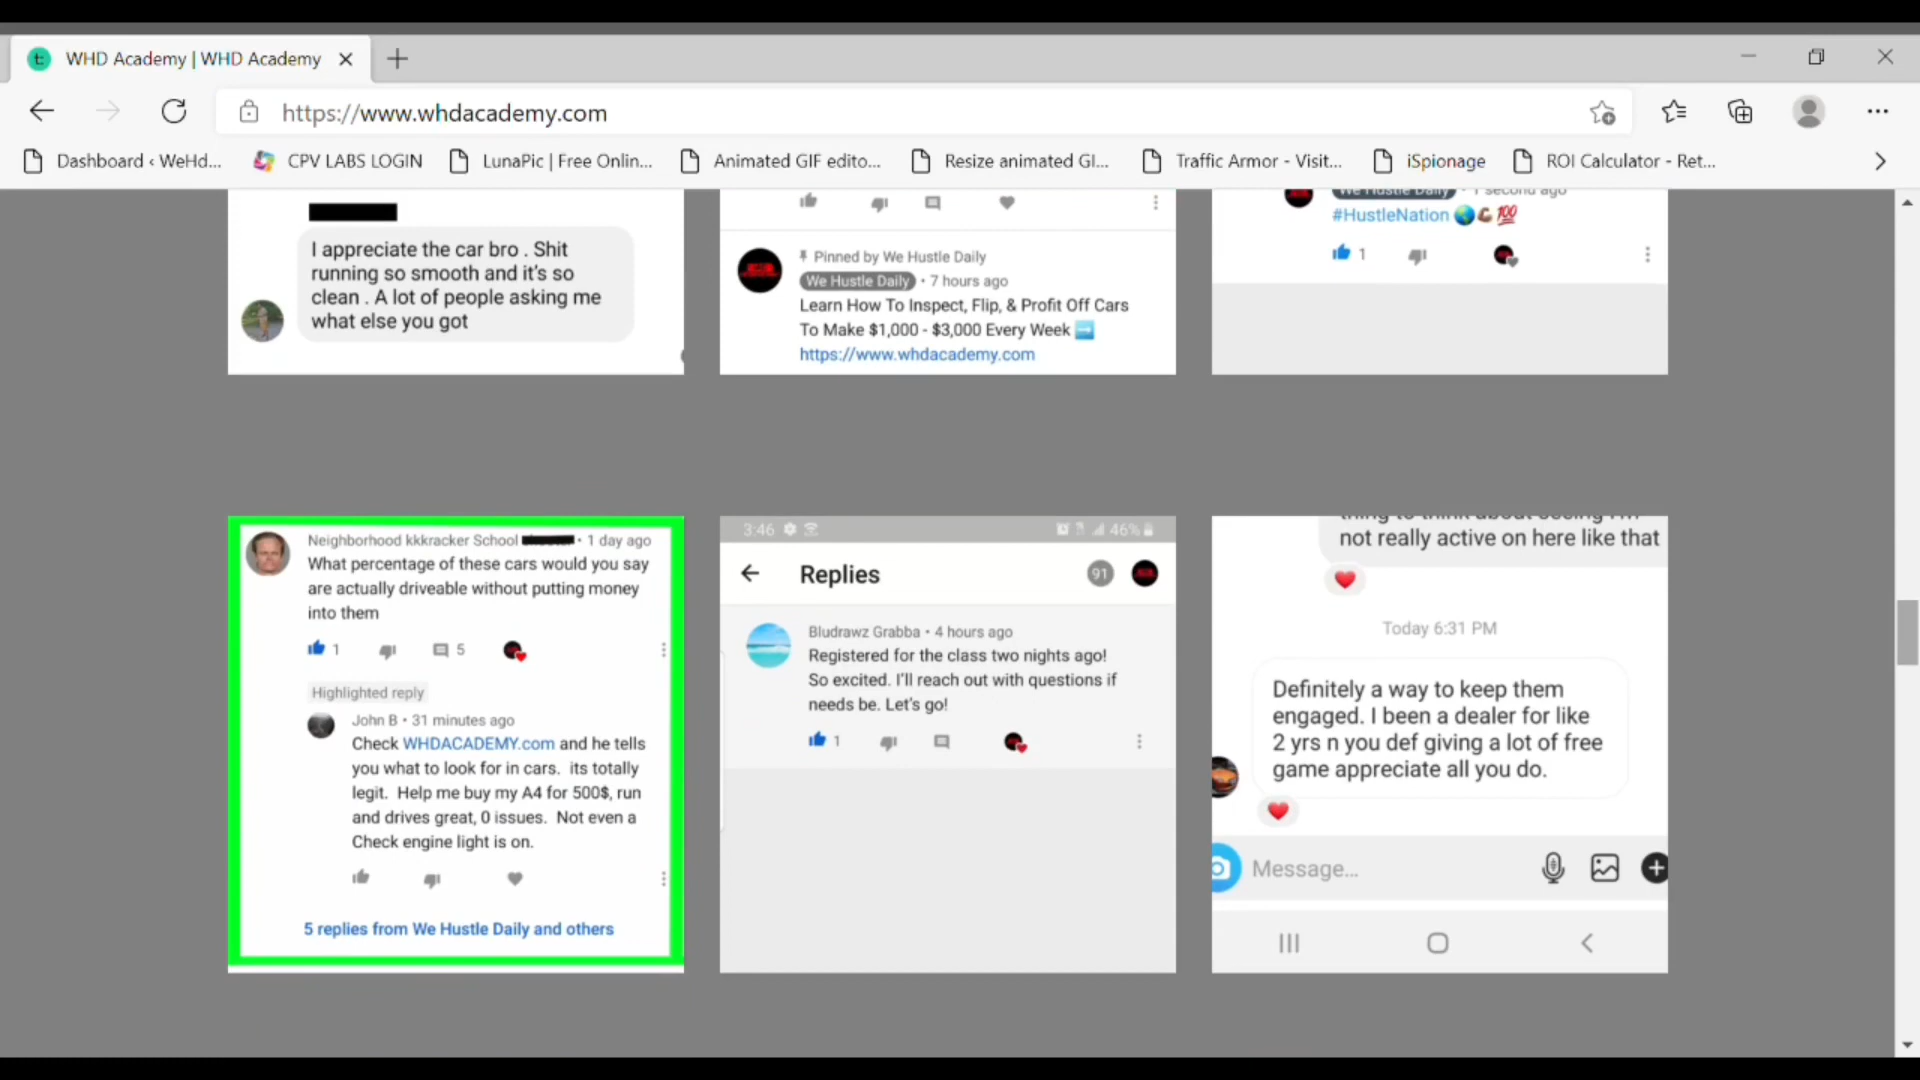 WHD Academy | WHD Academy
https://www.whdacademy.com
Dashboard ‹ WeHd...
CPV LABS LOGIN
LunaPic | Free Onlin...
Animated GIF edito...
Resize animated GI...
Traffic Armor - Visit...
iSpionage
ROI Calculator - Ret...
I appreciate the car bro . Shit
running so smooth and it's so
clean . A lot of people asking me
what else you got
Pinned by We Hustle Daily
We Hustle Daily • 7 hours ago
Learn How To Inspect, Flip, & Profit Off Cars
To Make $1,000 - $3,000 Every Week ➡️
https://www.whdacademy.com
We Hustle Daily • 1 second ago
#HustleNation 🌎💪🏿💯
1
Neighborhood kkkracker School • 1 day ago
What percentage of these cars would you say
are actually driveable without putting money
into them
1 5
Highlighted reply
John B • 31 minutes ago
Check WHDACADEMY.com and he tells
you what to look for in cars. its totally
legit. Help me buy my A4 for 500$, run
and drives great, 0 issues. Not even a
Check engine light is on.
5 replies from We Hustle Daily and others
3:46 46%
Replies 91
Bludrawz Grabba • 4 hours ago
Registered for the class two nights ago!
So excited. I'll reach out with questions if
needs be. Let's go!
1
not really active on here like that
Today 6:31 PM
Definitely a way to keep them
engaged. I been a dealer for like
2 yrs n you def giving a lot of free
game appreciate all you do.
Message...